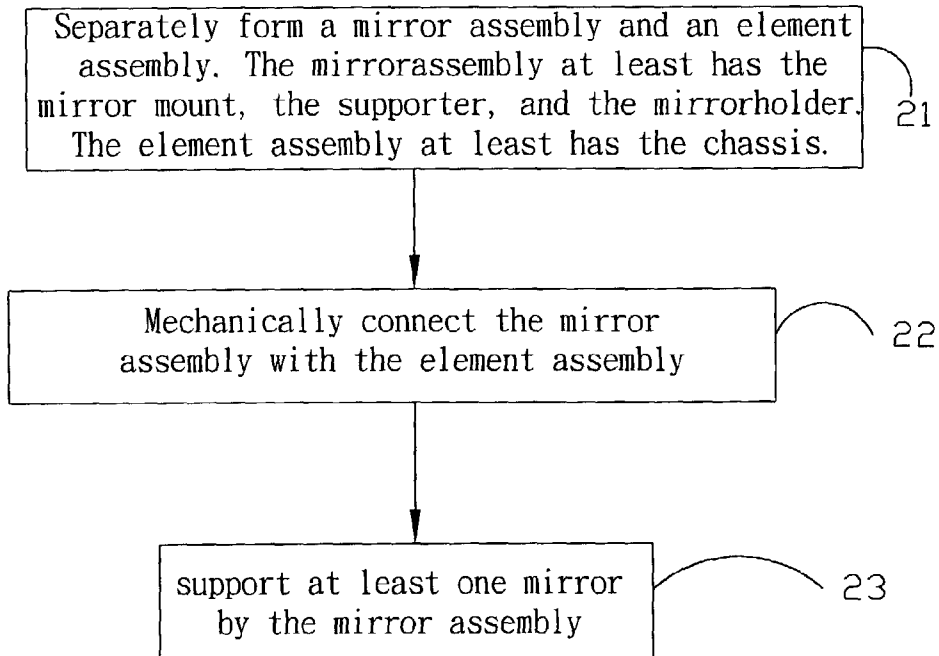 Separately form a mirror assembly and an element
assembly. The mirrorassembly at least has the
mirror mount, the supporter, and the mirrorholder.
The element assembly at least has the chassis.
21
Mechanically connect the mirror
assembly with the element assembly
22
support at least one mirror
by the mirror assembly
23